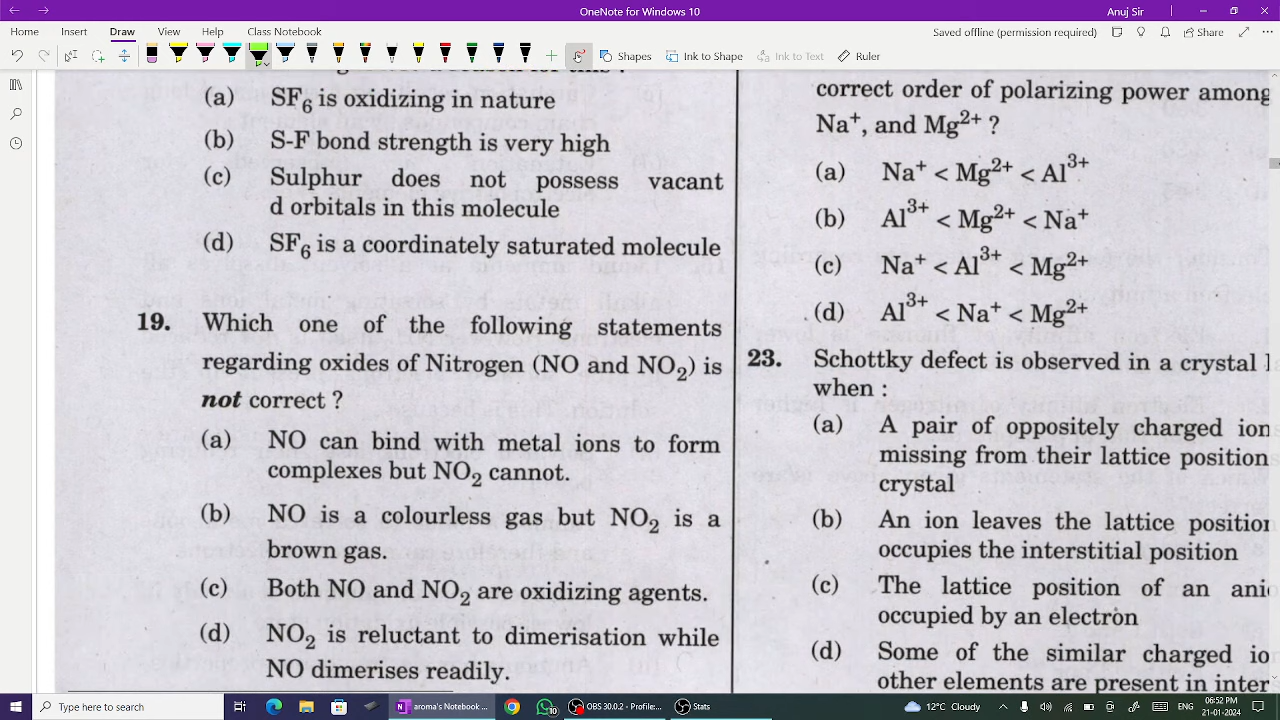 OneNote for Windows 10
Anuj Sir
Home Insert Draw View Help Class Notebook
Saved offline (permission required)
Share
Shapes
Ink to Shape
Ink to Text
Ruler
(a) SF₆ is oxidizing in nature
(b) S-F bond strength is very high
(c) Sulphur does not possess vacant
d orbitals in this molecule
(d) SF₆ is a coordinately saturated molecule
19. Which one of the following statements
regarding oxides of Nitrogen (NO and NO₂) is
not correct ?
(a) NO can bind with metal ions to form
complexes but NO₂ cannot.
(b) NO is a colourless gas but NO₂ is a
brown gas.
(c) Both NO and NO₂ are oxidizing agents.
(d) NO₂ is reluctant to dimerisation while
NO dimerises readily.
correct order of polarizing power among
Na⁺, and Mg²⁺ ?
(a) Na⁺ < Mg²⁺ < Al³⁺
(b) Al³⁺ < Mg²⁺ < Na⁺
(c) Na⁺ < Al³⁺ < Mg²⁺
(d) Al³⁺ < Na⁺ < Mg²⁺
23. Schottky defect is observed in a crystal
when :
(a) A pair of oppositely charged ion
missing from their lattice position
crystal
(b) An ion leaves the lattice position
occupies the interstitial position
(c) The lattice position of an ani
occupied by an electron
(d) Some of the similar charged io
other elements are present in inter
Type here to search
aroma's Notebook ...
10
OBS 30.0.2 - Profile:...
Stats
12°C Cloudy
06:52 PM
21-01-2024